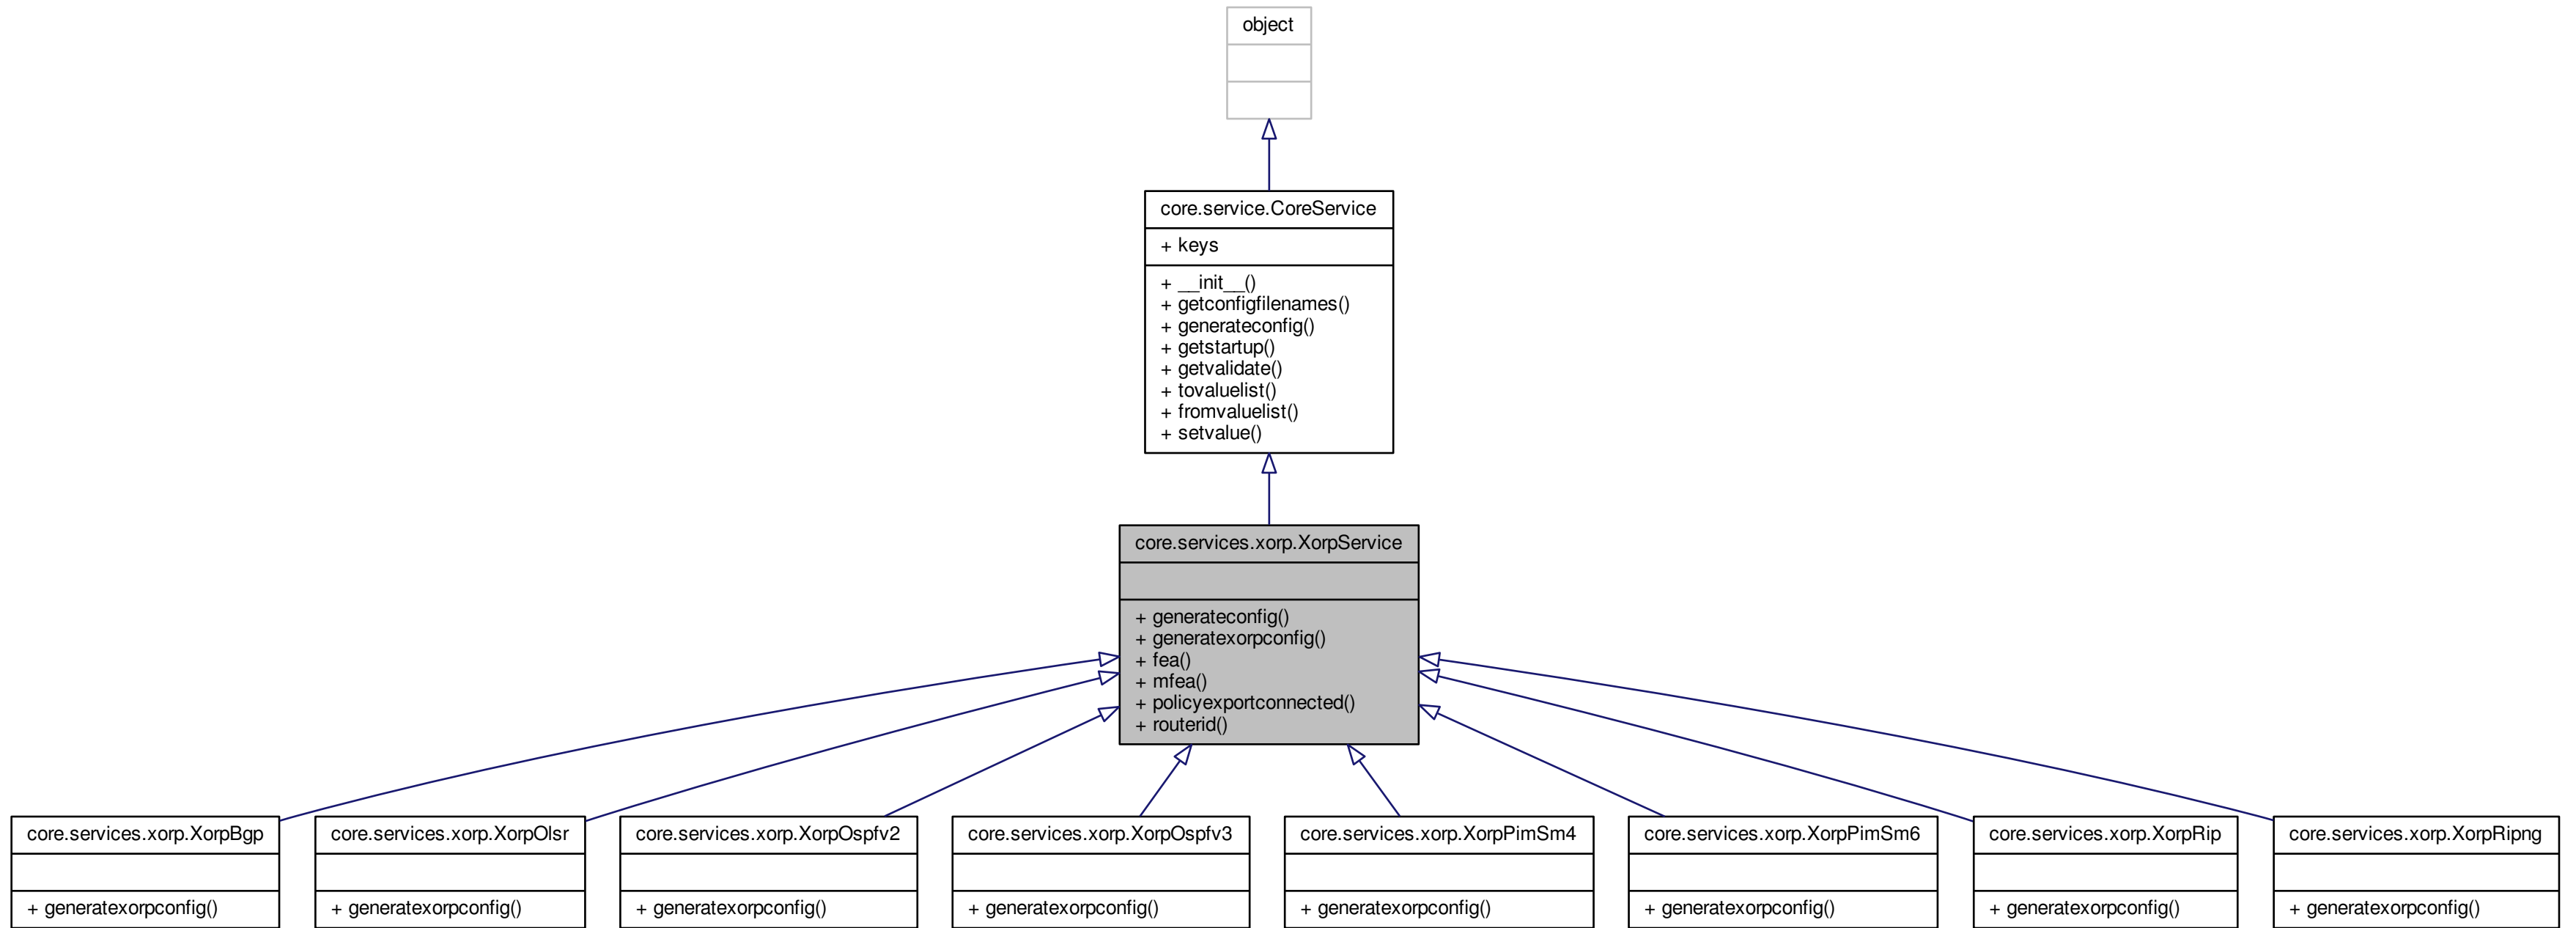 object
core.service.CoreService
+ keys
+ __init__()
+ getconfigfilenames()
+ generateconfig()
+ getstartup()
+ getvalidate()
+ tovaluelist()
+ fromvaluelist()
+ setvalue()
core.services.xorp.XorpService
+ generateconfig()
+ generatexorpconfig()
+ fea()
+ mfea()
+ policyexportconnected()
+ routerid()
core.services.xorp.XorpBgp
+ generatexorpconfig()
core.services.xorp.XorpOlsr
+ generatexorpconfig()
core.services.xorp.XorpOspfv2
+ generatexorpconfig()
core.services.xorp.XorpOspfv3
+ generatexorpconfig()
core.services.xorp.XorpPimSm4
+ generatexorpconfig()
core.services.xorp.XorpPimSm6
+ generatexorpconfig()
core.services.xorp.XorpRip
+ generatexorpconfig()
core.services.xorp.XorpRipng
+ generatexorpconfig()